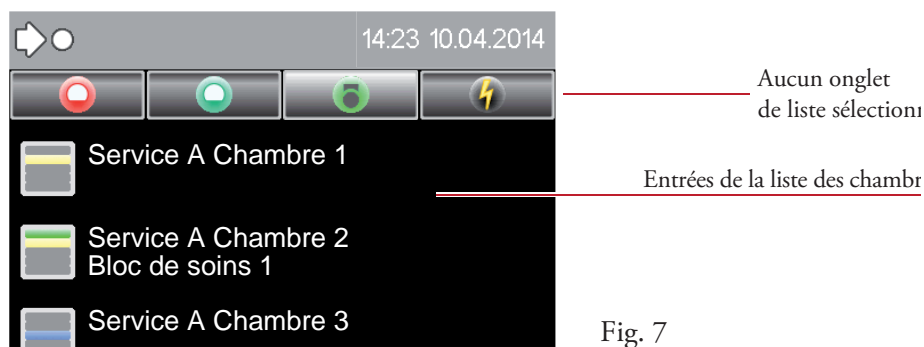 14:23 10.04.2014
Aucun onglet
de liste sélectionn
Service A Chambre 1
Entrées de la liste des chambr
Service A Chambre 2
Bloc de soins 1
Service A Chambre 3
Fig. 7